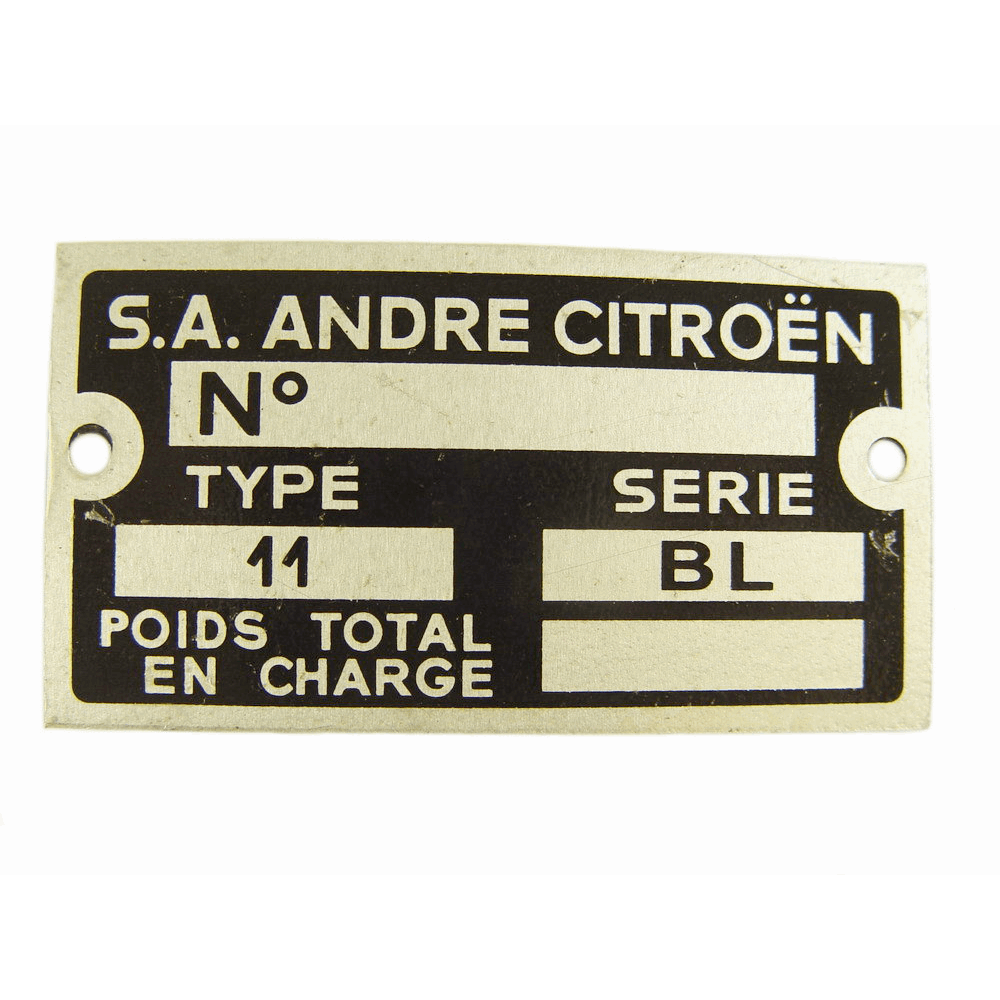 S.A. ANDRE CITROËN
N°
TYPE SERIE
11 BL
POIDS TOTAL
EN CHARGE